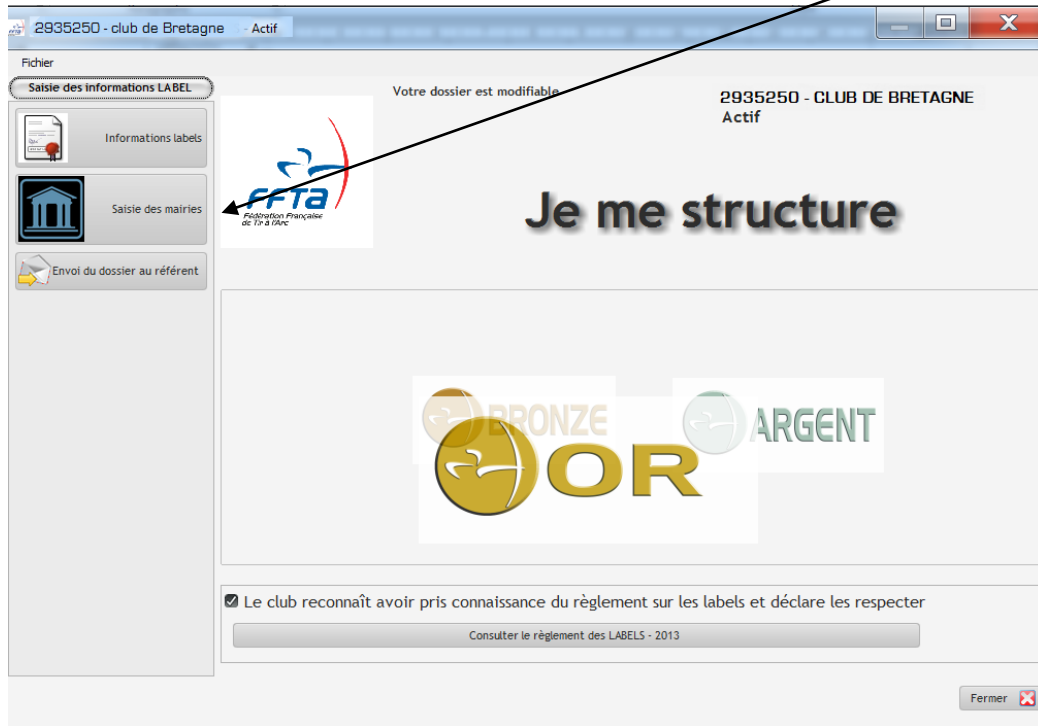 2935250 - club de Bretagne - Actif
Fichier
Saisie des informations LABEL
Informations labels
Saisie des mairies
Envoi du dossier au référent
Votre dossier est modifiable
2935250 - CLUB DE BRETAGNE
Actif
FFTA
Fédération Française
de Tir à l'Arc
Je me structure
BRONZE
ARGENT
OR
Le club reconnaît avoir pris connaissance du règlement sur les labels et déclare les respecter
Consulter le règlement des LABELS - 2013
Fermer